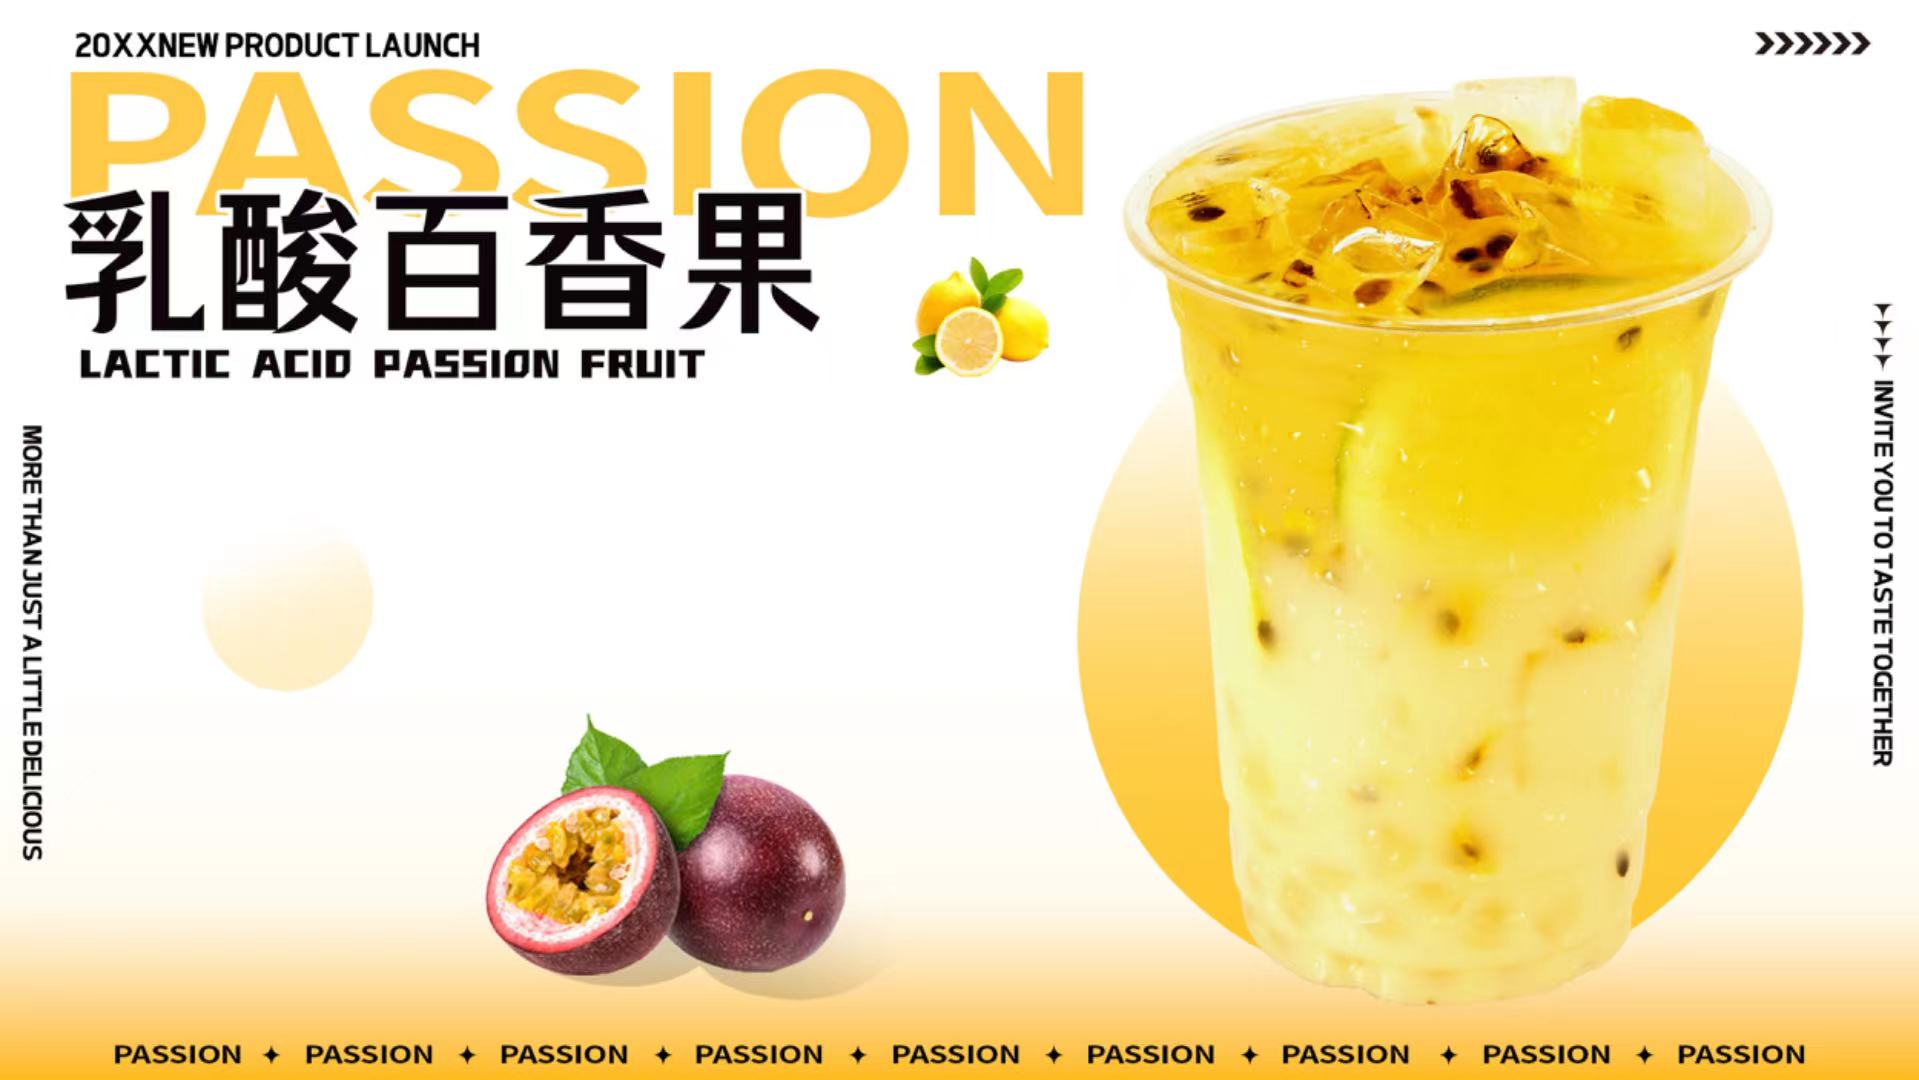 20XXNEW PRODUCT LAUNCH
PASSION
乳酸百香果
LACTIC ACID PASSION FRUIT
MORE THAN JUST A LITTLE DELICIOUS
INVITE YOU TO TASTE TOGETHER
PASSION PASSION PASSION PASSION PASSION PASSION PASSION PASSION PASSION